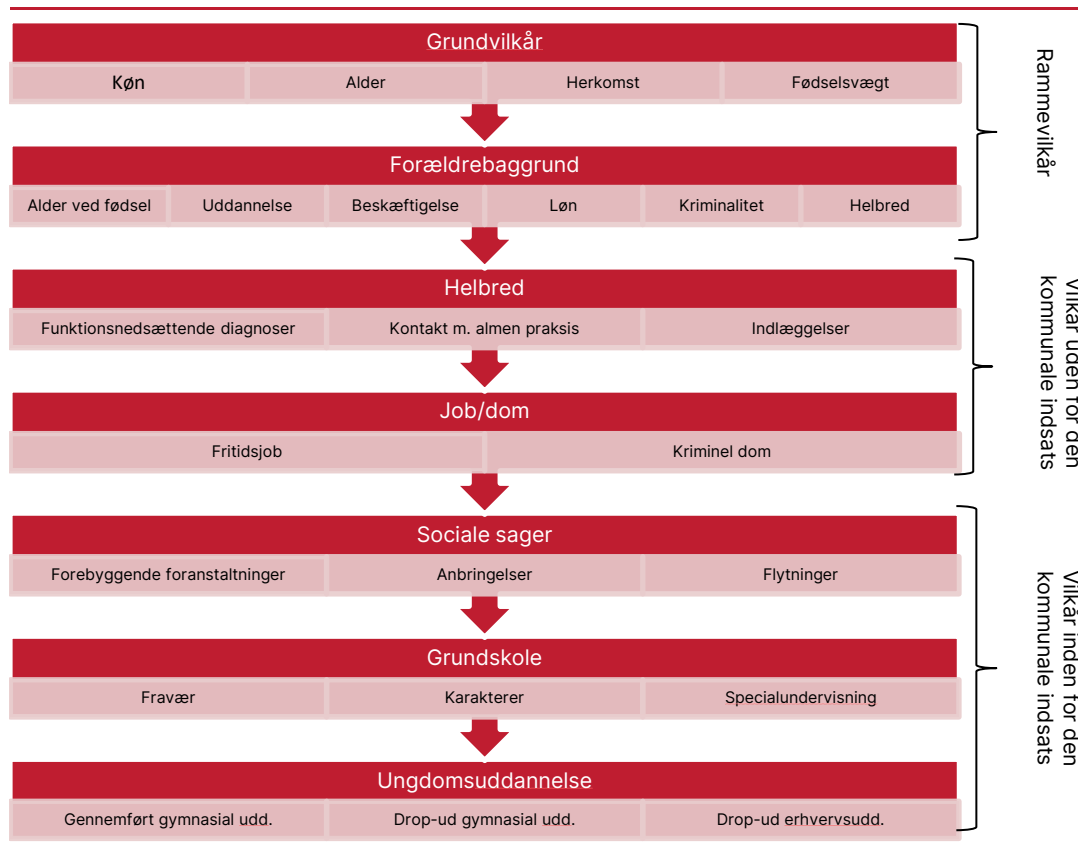 Grundvilkår
Køn
Alder
Herkomst
Fødselsvægt
Forældrebaggrund
Alder ved fødsel
Uddannelse
Beskæftigelse
Løn
Kriminalitet
Helbred
Rammevilkår
Helbred
Funktionsnedsættende diagnoser
Kontakt m. almen praksis
Indlæggelser
Job/dom
Fritidsjob
Kriminel dom
Vilkår uden for den
kommunale indsats
Sociale sager
Forebyggende foranstaltninger
Anbringelser
Flytninger
Grundskole
Fravær
Karakterer
Specialundervisning
Ungdomsuddannelse
Gennemført gymnasial udd.
Drop-ud gymnasial udd.
Drop-ud erhvervsudd.
Vilkår inden for den
kommunale indsats